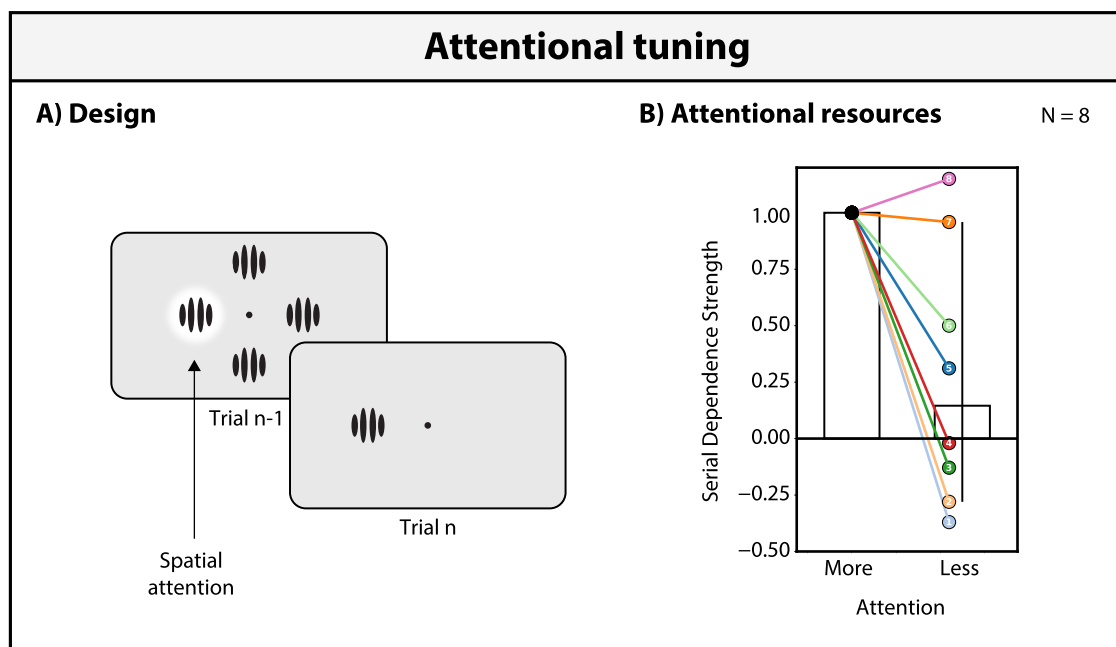 Attentional tuning
A) Design
Trial n-1
Trial n
Spatial
attention
B) Attentional resources
N = 8
Serial Dependence Strength
1.00
0.75
0.50
0.25
0.00
−0.25
−0.50
8
7
6
5
4
3
2
1
More
Less
Attention